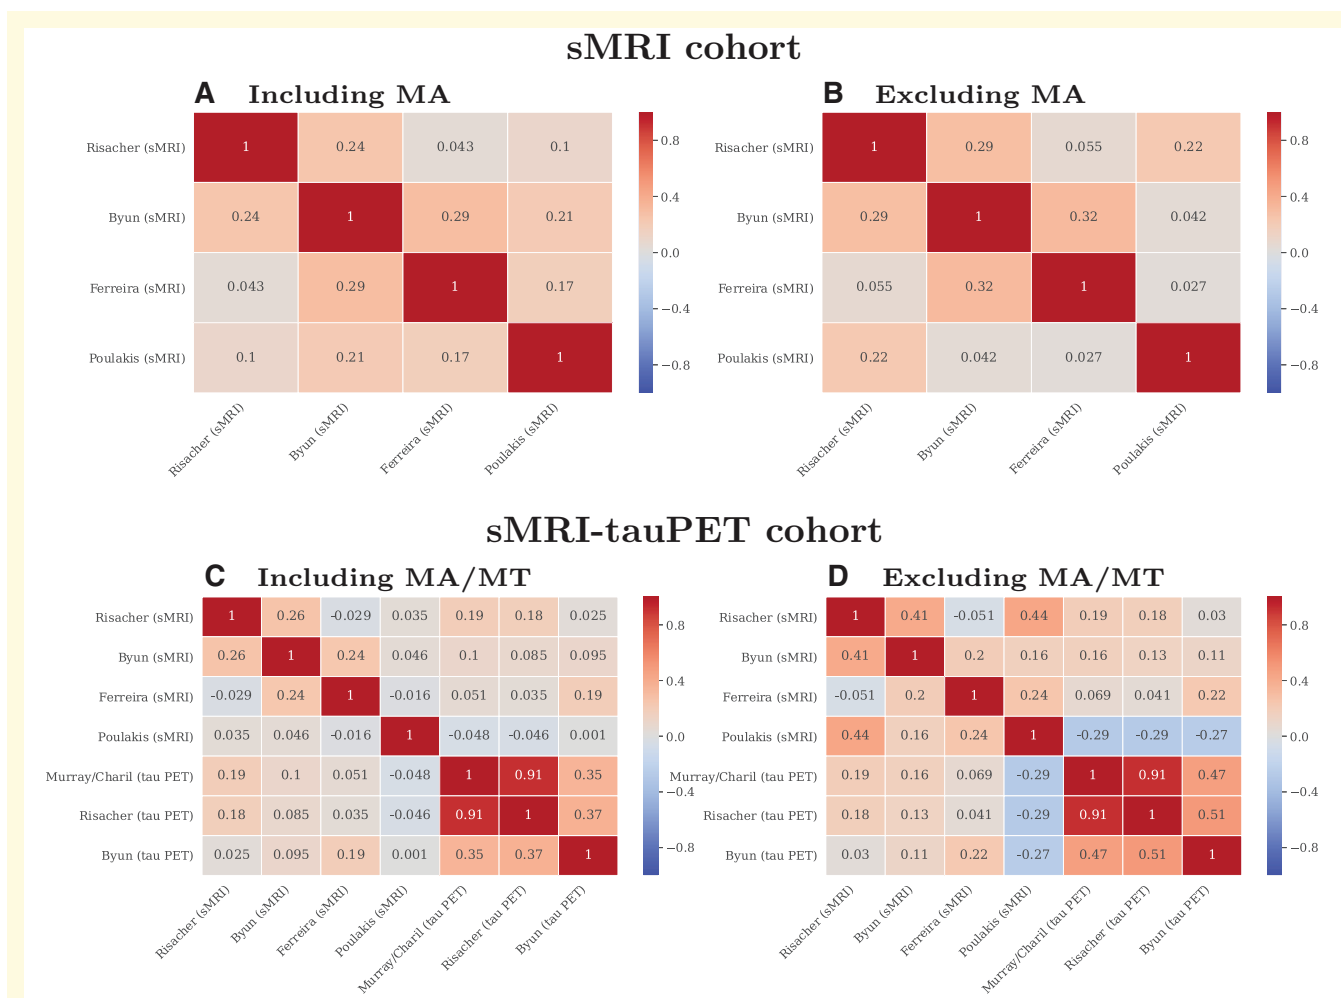 sMRI cohort
A Including MA
Risacher (sMRI) 1 0.24 0.043 0.1
Byun (sMRI) 0.24 1 0.29 0.21
Ferreira (sMRI) 0.043 0.29 1 0.17
Poulakis (sMRI) 0.1 0.21 0.17 1
Risacher (sMRI) Byun (sMRI) Ferreira (sMRI) Poulakis (sMRI)
0.8
0.4
0.0
−0.4
−0.8
B Excluding MA
Risacher (sMRI) 1 0.29 0.055 0.22
Byun (sMRI) 0.29 1 0.32 0.042
Ferreira (sMRI) 0.055 0.32 1 0.027
Poulakis (sMRI) 0.22 0.042 0.027 1
Risacher (sMRI) Byun (sMRI) Ferreira (sMRI) Poulakis (sMRI)
0.8
0.4
0.0
−0.4
−0.8
sMRI-tauPET cohort
C Including MA/MT
Risacher (sMRI) 1 0.26 -0.029 0.035 0.19 0.18 0.025
Byun (sMRI) 0.26 1 0.24 0.046 0.1 0.085 0.095
Ferreira (sMRI) -0.029 0.24 1 -0.016 0.051 0.035 0.19
Poulakis (sMRI) 0.035 0.046 -0.016 1 -0.048 -0.046 0.001
Murray/Charil (tau PET) 0.19 0.1 0.051 -0.048 1 0.91 0.35
Risacher (tau PET) 0.18 0.085 0.035 -0.046 0.91 1 0.37
Byun (tau PET) 0.025 0.095 0.19 0.001 0.35 0.37 1
Risacher (sMRI) Byun (sMRI) Ferreira (sMRI) Poulakis (sMRI) Murray/Charil (tau PET) Risacher (tau PET) Byun (tau PET)
0.8
0.4
0.0
−0.4
−0.8
D Excluding MA/MT
Risacher (sMRI) 1 0.41 -0.051 0.44 0.19 0.18 0.03
Byun (sMRI) 0.41 1 0.2 0.16 0.16 0.13 0.11
Ferreira (sMRI) -0.051 0.2 1 0.24 0.069 0.041 0.22
Poulakis (sMRI) 0.44 0.16 0.24 1 -0.29 -0.29 -0.27
Murray/Charil (tau PET) 0.19 0.16 0.069 -0.29 1 0.91 0.47
Risacher (tau PET) 0.18 0.13 0.041 -0.29 0.91 1 0.51
Byun (tau PET) 0.03 0.11 0.22 -0.27 0.47 0.51 1
Risacher (sMRI) Byun (sMRI) Ferreira (sMRI) Poulakis (sMRI) Murray/Charil (tau PET) Risacher (tau PET) Byun (tau PET)
0.8
0.4
0.0
−0.4
−0.8